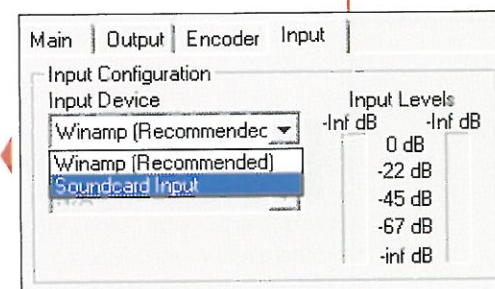 Main Output Encoder Input
Input Configuration
Input Device
Winamp (Recommendec
Winamp (Recommended)
Soundcard Input
Input Levels
-Inf dB -Inf dB
0 dB
-22 dB
-45 dB
-67 dB
-inf dB